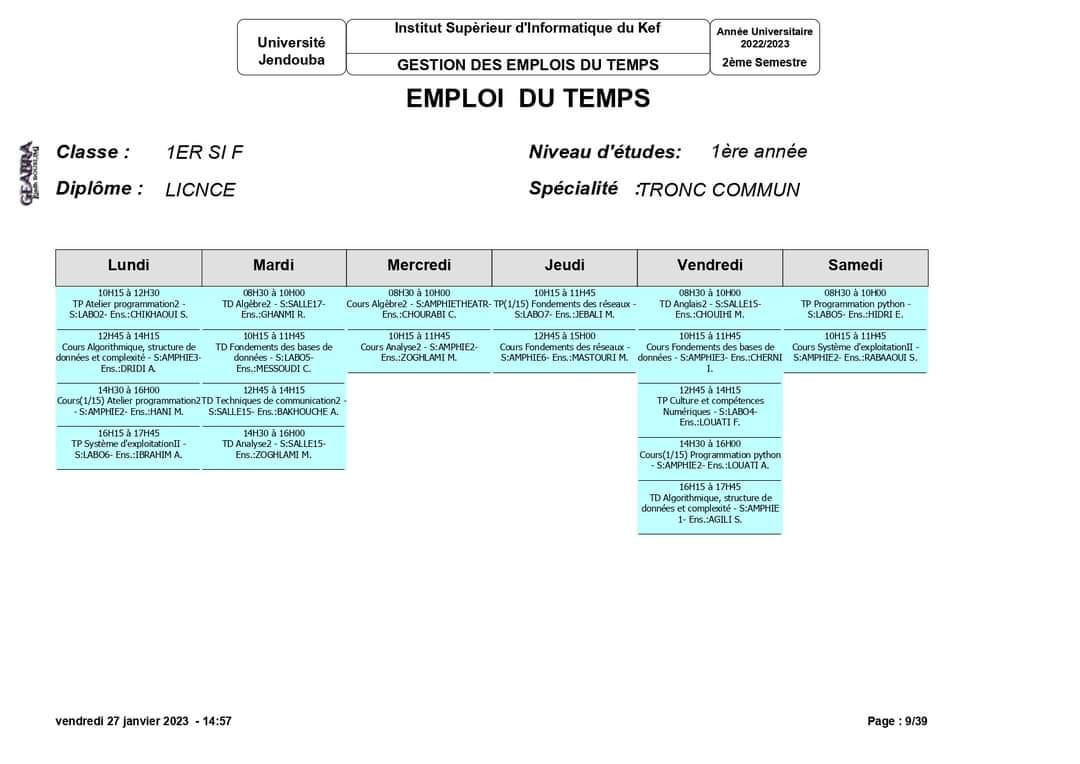 Université
Jendouba
Institut Supèrieur d'Informatique du Kef
GESTION DES EMPLOIS DU TEMPS
Année Universitaire
2022/2023
2ème Semestre
EMPLOI DU TEMPS
GEABRA
Classe : 1ER SI F
Niveau d'études: 1ère année
Diplôme : LICNCE
Spécialité :TRONC COMMUN
Lundi
10H15 à 12H30
TP Atelier programmation2 -
S:LABO2- Ens.:CHIKHAOUI S.
12H45 à 14H15
Cours Algorithmique, structure de
données et complexité - S:AMPHIE3-
Ens.:DRIDI A.
14H30 à 16H00
Cours(1/15) Atelier programmation2
- S:AMPHIE2- Ens.:HANI M.
16H15 à 17H45
TP Système d'exploitationII -
S:LABO6- Ens.:IBRAHIM A.
Mardi
08H30 à 10H00
TD Algèbre2 - S:SALLE17-
Ens.:GHANMI R.
10H15 à 11H45
TD Fondements des bases de
données - S:LABO5-
Ens.:MESSOUDI C.
12H45 à 14H15
TD Techniques de communication2 -
S:SALLE15- Ens.:BAKHOUCHE A.
14H30 à 16H00
TD Analyse2 - S:SALLE15-
Ens.:ZOGHLAMI M.
Mercredi
08H30 à 10H00
Cours Algèbre2 - S:AMPHIETHEATR-
Ens.:CHOURABI C.
10H15 à 11H45
Cours Analyse2 - S:AMPHIE2-
Ens.:ZOGHLAMI M.
Jeudi
10H15 à 11H45
TP(1/15) Fondements des réseaux -
S:LABO7- Ens.:JEBALI M.
12H45 à 15H00
Cours Fondements des réseaux -
S:AMPHIE6- Ens.:MASTOURI M.
Vendredi
08H30 à 10H00
TD Anglais2 - S:SALLE15-
Ens.:CHOUIHI M.
10H15 à 11H45
Cours Fondements des bases de
données - S:AMPHIE3- Ens.:CHERNI
I.
12H45 à 14H15
TP Culture et compétences
Numériques - S:LABO4-
Ens.:LOUATI F.
14H30 à 16H00
Cours(1/15) Programmation python
- S:AMPHIE2- Ens.:LOUATI A.
16H15 à 17H45
TD Algorithmique, structure de
données et complexité - S:AMPHIE
1- Ens.:AGILI S.
Samedi
08H30 à 10H00
TP Programmation python -
S:LABO5- Ens.:HIDRI E.
10H15 à 11H45
Cours Système d'exploitationII -
S:AMPHIE2- Ens.:RABAAOUI S.
vendredi 27 janvier 2023 - 14:57
Page : 9/39